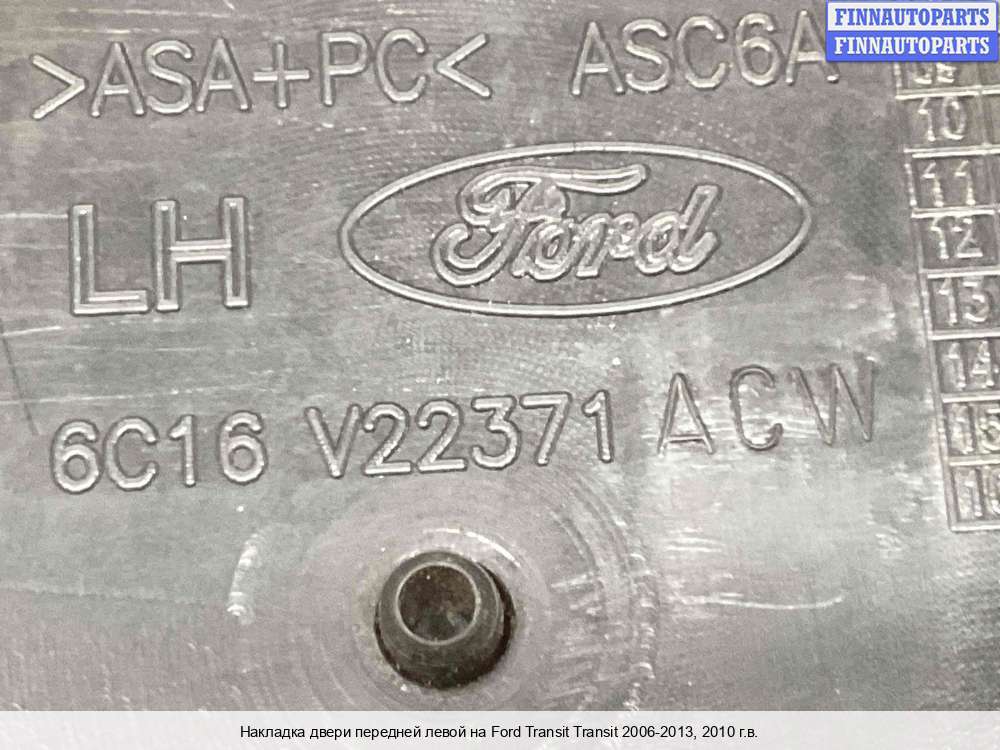 FINNAUTOPARTS
FINNAUTOPARTS
>ASA+PC< ASC6A
10
11
LH Ford
12
13
14
6C16 V22371 ACW
15
Накладка двери передней левой на Ford Transit Transit 2006-2013, 2010 г.в.